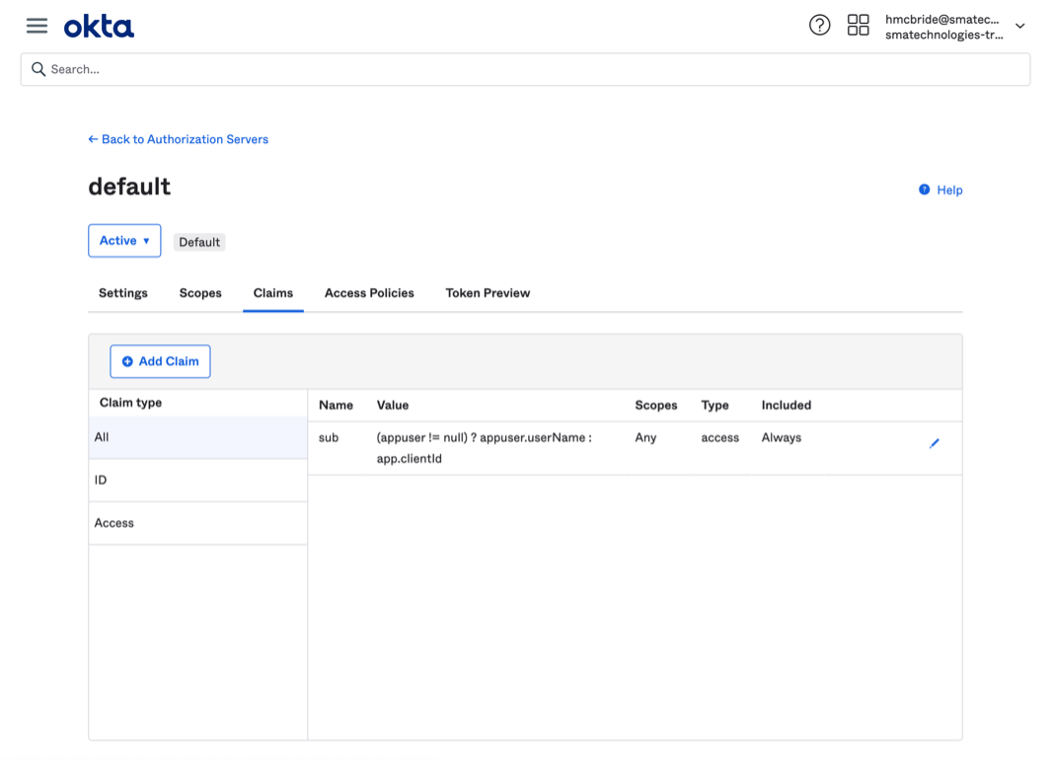 okta
hmcbride@smatec...
smatechnologies-tr...
Search...
← Back to Authorization Servers
default
Help
Active ▼
Default
Settings Scopes Claims Access Policies Token Preview
Add Claim
Claim type
Name Value Scopes Type Included
All
sub (appuser != null) ? appuser.userName : Any access Always
app.clientId
ID
Access